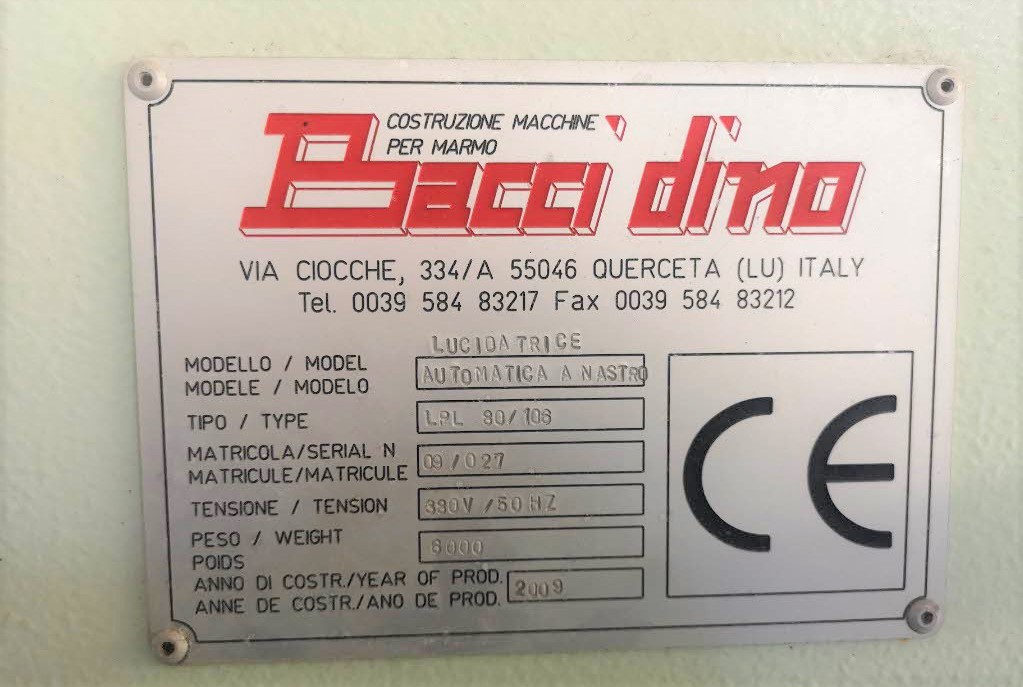 COSTRUZIONE MACCHINE
PER MARMO
Bacci dino
VIA CIOCCHE, 334/A 55046 QUERCETA (LU) ITALY
Tel. 0039 584 83217 Fax 0039 584 83212
LUCIDATRICE
MODELLO / MODEL
MODELE / MODELO
AUTOMATICA A NASTRO
TIPO / TYPE
LPL
MATRICOLA/SERIAL N
MATRICULE/MATRICULE
09/027
TENSIONE / TENSION
380V /50 HZ
PESO / WEIGHT
POIDS
6000
ANNO DI COSTR./YEAR OF PROD.
ANNE DE COSTR./ANO DE PROD.
2009
CE